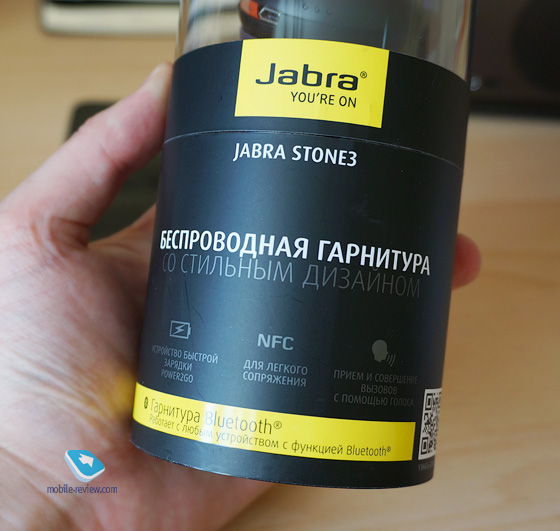 Jabra®
YOU'RE ON
JABRA STONE3
БЕСПРОВОДНАЯ ГАРНИТУРА
СО СТИЛЬНЫМ ДИЗАЙНОМ
УСТРОЙСТВО БЫСТРОЙ
ЗАРЯДКИ
POWER2GO
NFC
ДЛЯ ЛЕГКОГО
СОПРЯЖЕНИЯ
ПРИЕМ И СОВЕРШЕНИЕ
ВЫЗОВОВ
С ПОМОЩЬЮ ГОЛОСА
Гарнитура Bluetooth®
Работает с любым устройством с функцией Bluetooth®
mobile-review.com